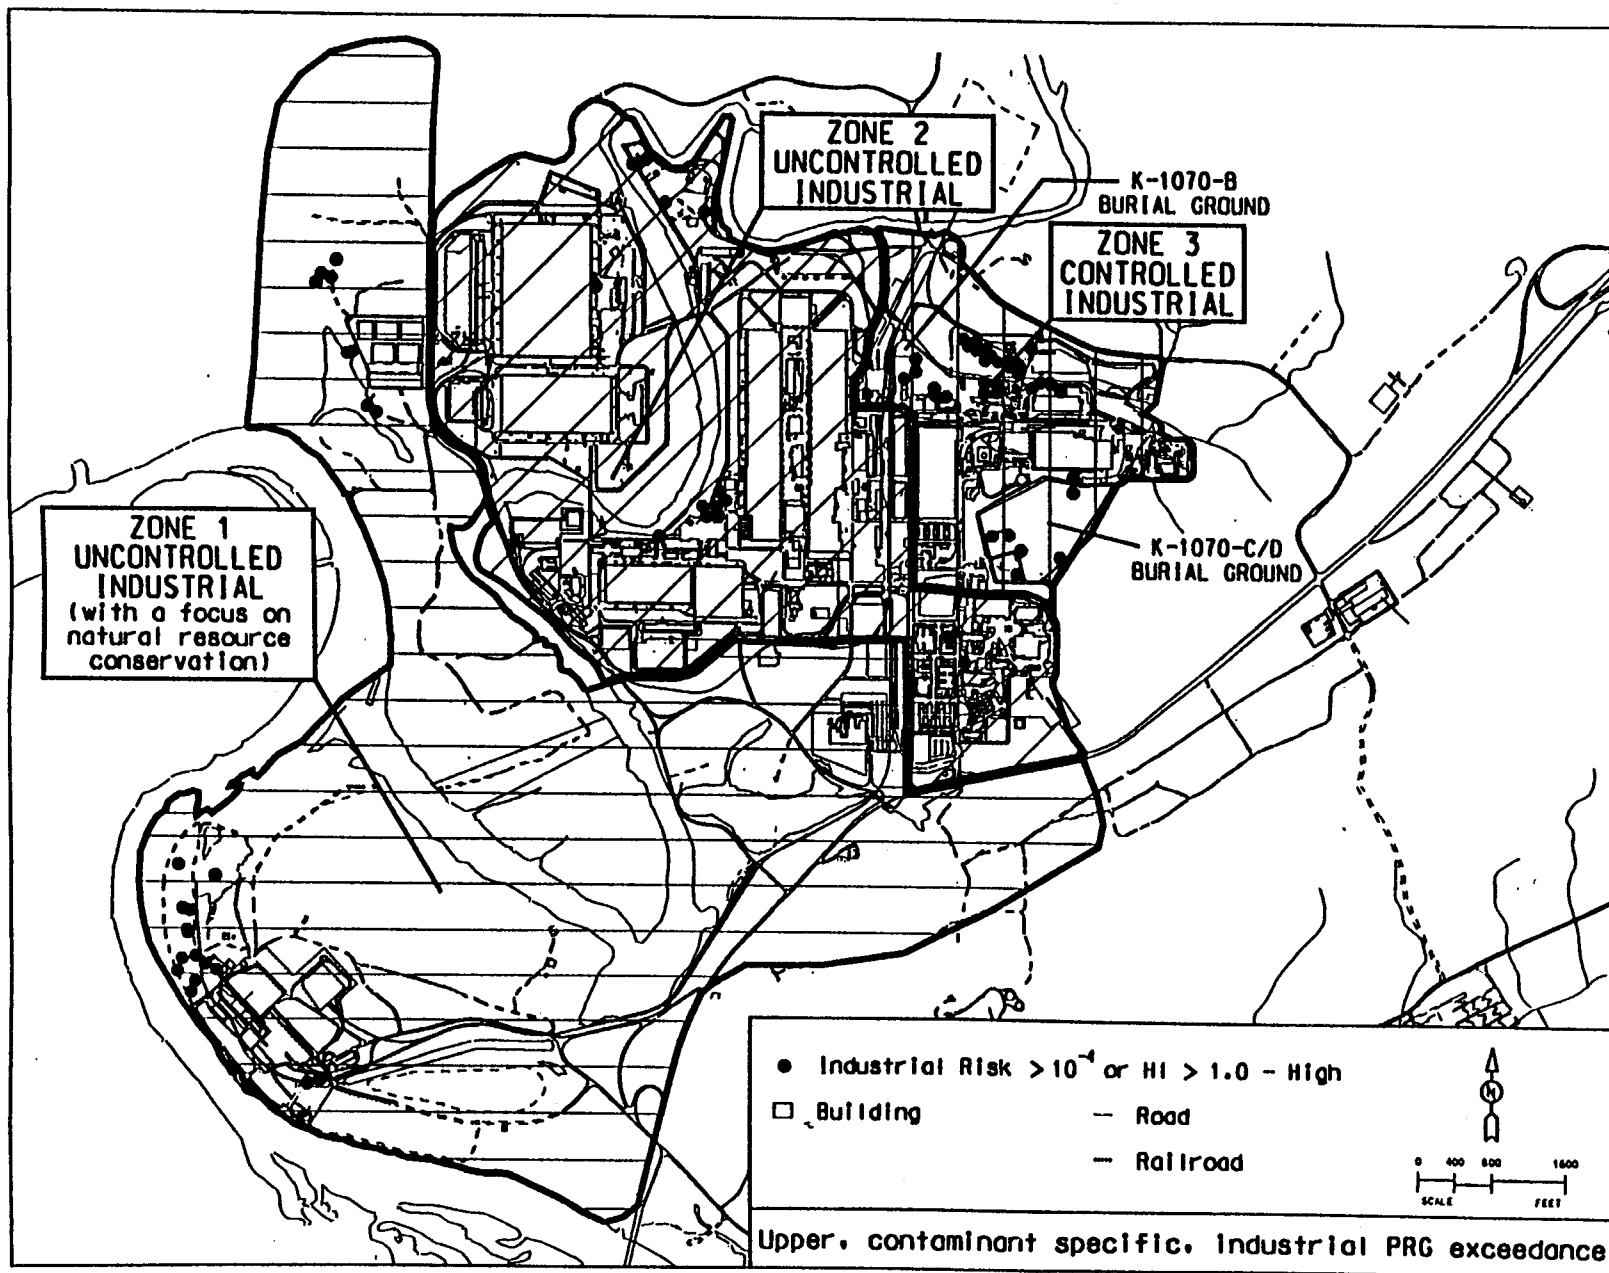 ZONE 2
UNCONTROLLED
INDUSTRIAL
K-1070-B
BURIAL GROUND
ZONE 3
CONTROLLED
INDUSTRIAL
ZONE 1
UNCONTROLLED
INDUSTRIAL
(with a focus on
natural resource
conservation)
K-1070-C/D
BURIAL GROUND
Industrial Risk >10⁻⁴ or HI > 1.0 - High
Building
Road
Railroad
N
0 400 800 1600
SCALE FEET
Upper, contaminant specific, industrial PRG exceedance